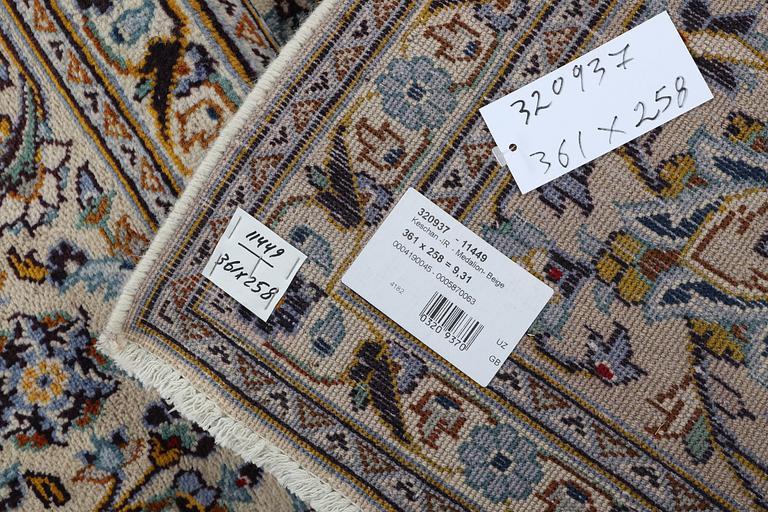 320937
361 x 258
320937 - 11449
Keschan -IR - Medalion- Beige
361 x 258 = 9,31
0004190045 - 0005870063
4182
UZ
0320 9370
GB
11449
361x258